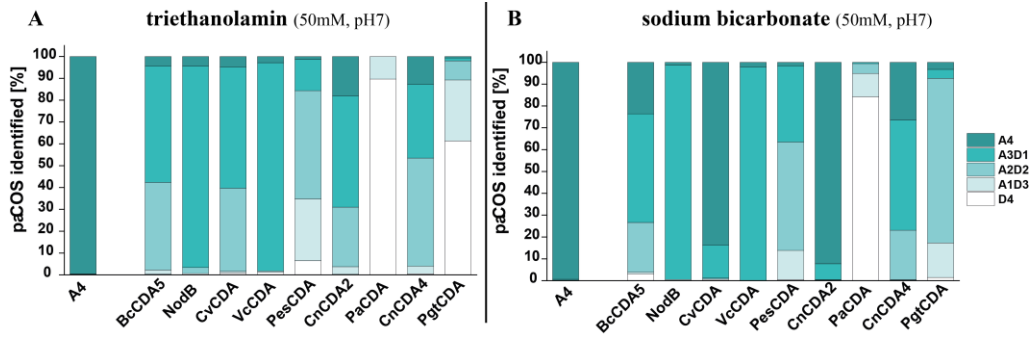 A triethanolamin (50mM, pH7)
paCOS identified [%]
100
90
80
70
60
50
40
30
20
10
0
A4
BcCDA5
NodB
CvCDA
VcCDA
PesCDA
CnCDA2
PaCDA
CnCDA4
PgtCDA
B sodium bicarbonate (50mM, pH7)
paCOS identified [%]
100
90
80
70
60
50
40
30
20
10
0
A4
BcCDA5
NodB
CvCDA
VcCDA
PesCDA
CnCDA2
PaCDA
CnCDA4
PgtCDA
A4
A3D1
A2D2
A1D3
D4